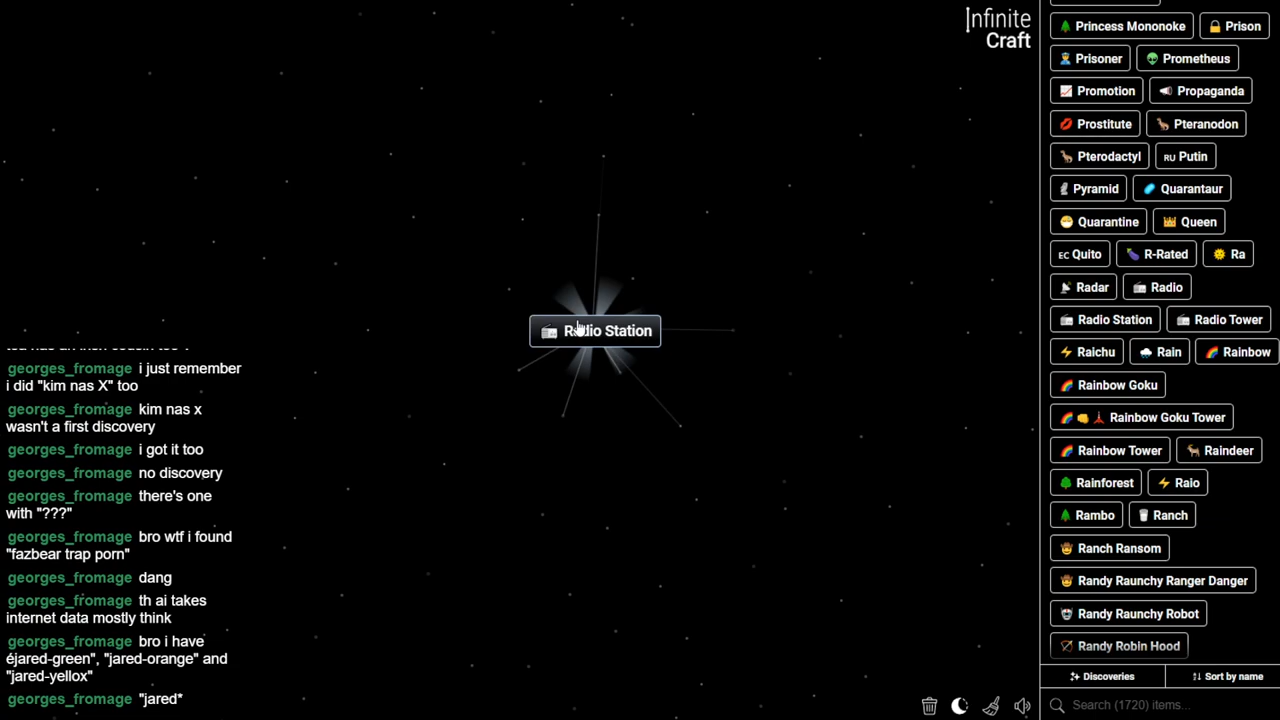 Infinite
Craft
georges_fromage i just remember
i did "kim nas X" too
georges_fromage kim nas x
wasn't a first discovery
georges_fromage i got it too
georges_fromage no discovery
georges_fromage there's one
with "???"
georges_fromage bro wtf i found
"fazbear trap porn"
georges_fromage dang
georges_fromage th ai takes
internet data mostly think
georges_fromage bro i have
éjared-green", "jared-orange" and
"jared-yellox"
georges_fromage "jared*
Radio Station
Princess Mononoke Prison
Prisoner Prometheus
Promotion Propaganda
Prostitute Pteranodon
Pterodactyl RU Putin
Pyramid Quarantaur
Quarantine Queen
EC Quito R-Rated Ra
Radar Radio
Radio Station Radio Tower
Raichu Rain Rainbow
Rainbow Goku
Rainbow Goku Tower
Rainbow Tower Raindeer
Rainforest Raio
Rambo Ranch
Ranch Ransom
Randy Raunchy Ranger Danger
Randy Raunchy Robot
Randy Robin Hood
Discoveries Sort by name
Search (1720) items...